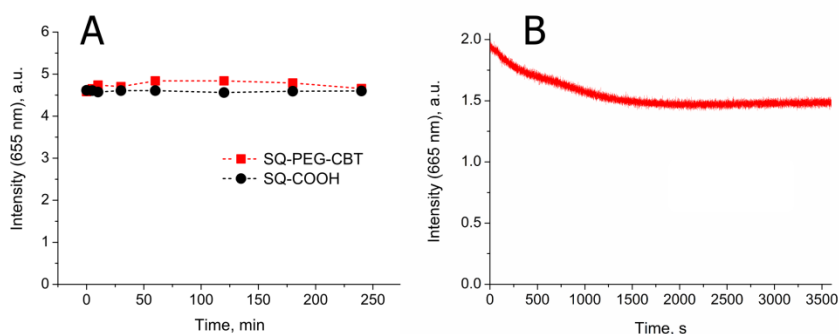 A
Intensity (655 nm), a.u.
6
5
4
3
2
1
0
SQ-PEG-CBT
SQ-COOH
0 50 100 150 200 250
Time, min
B
Intensity (665 nm), a.u.
2.0
1.5
1.0
0.5
0.0
0 500 1000 1500 2000 2500 3000 3500
Time, s